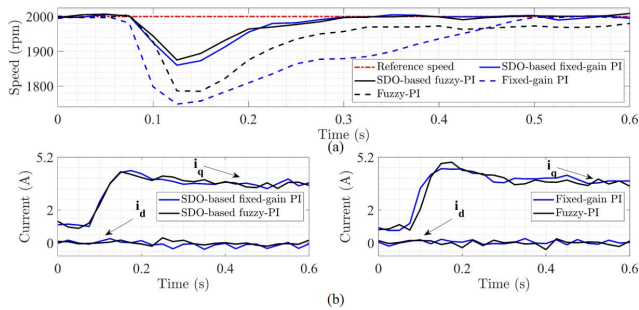 2000
1900
1800
Speed (rpm)
Reference speed
SDO-based fuzzy-PI
Fuzzy-PI
SDO-based fixed-gain PI
Fixed-gain PI
0 0.1 0.2 0.3 0.4 0.5 0.6
Time (s)
(a)
5.2
2
0
Current (A)
i q
SDO-based fixed-gain PI
SDO-based fuzzy-PI
i d
0 0.2 0.4 0.6
Time (s)
5.2
2
0
Current (A)
i q
Fixed-gain PI
Fuzzy-PI
i d
0 0.2 0.4 0.6
Time (s)
(b)